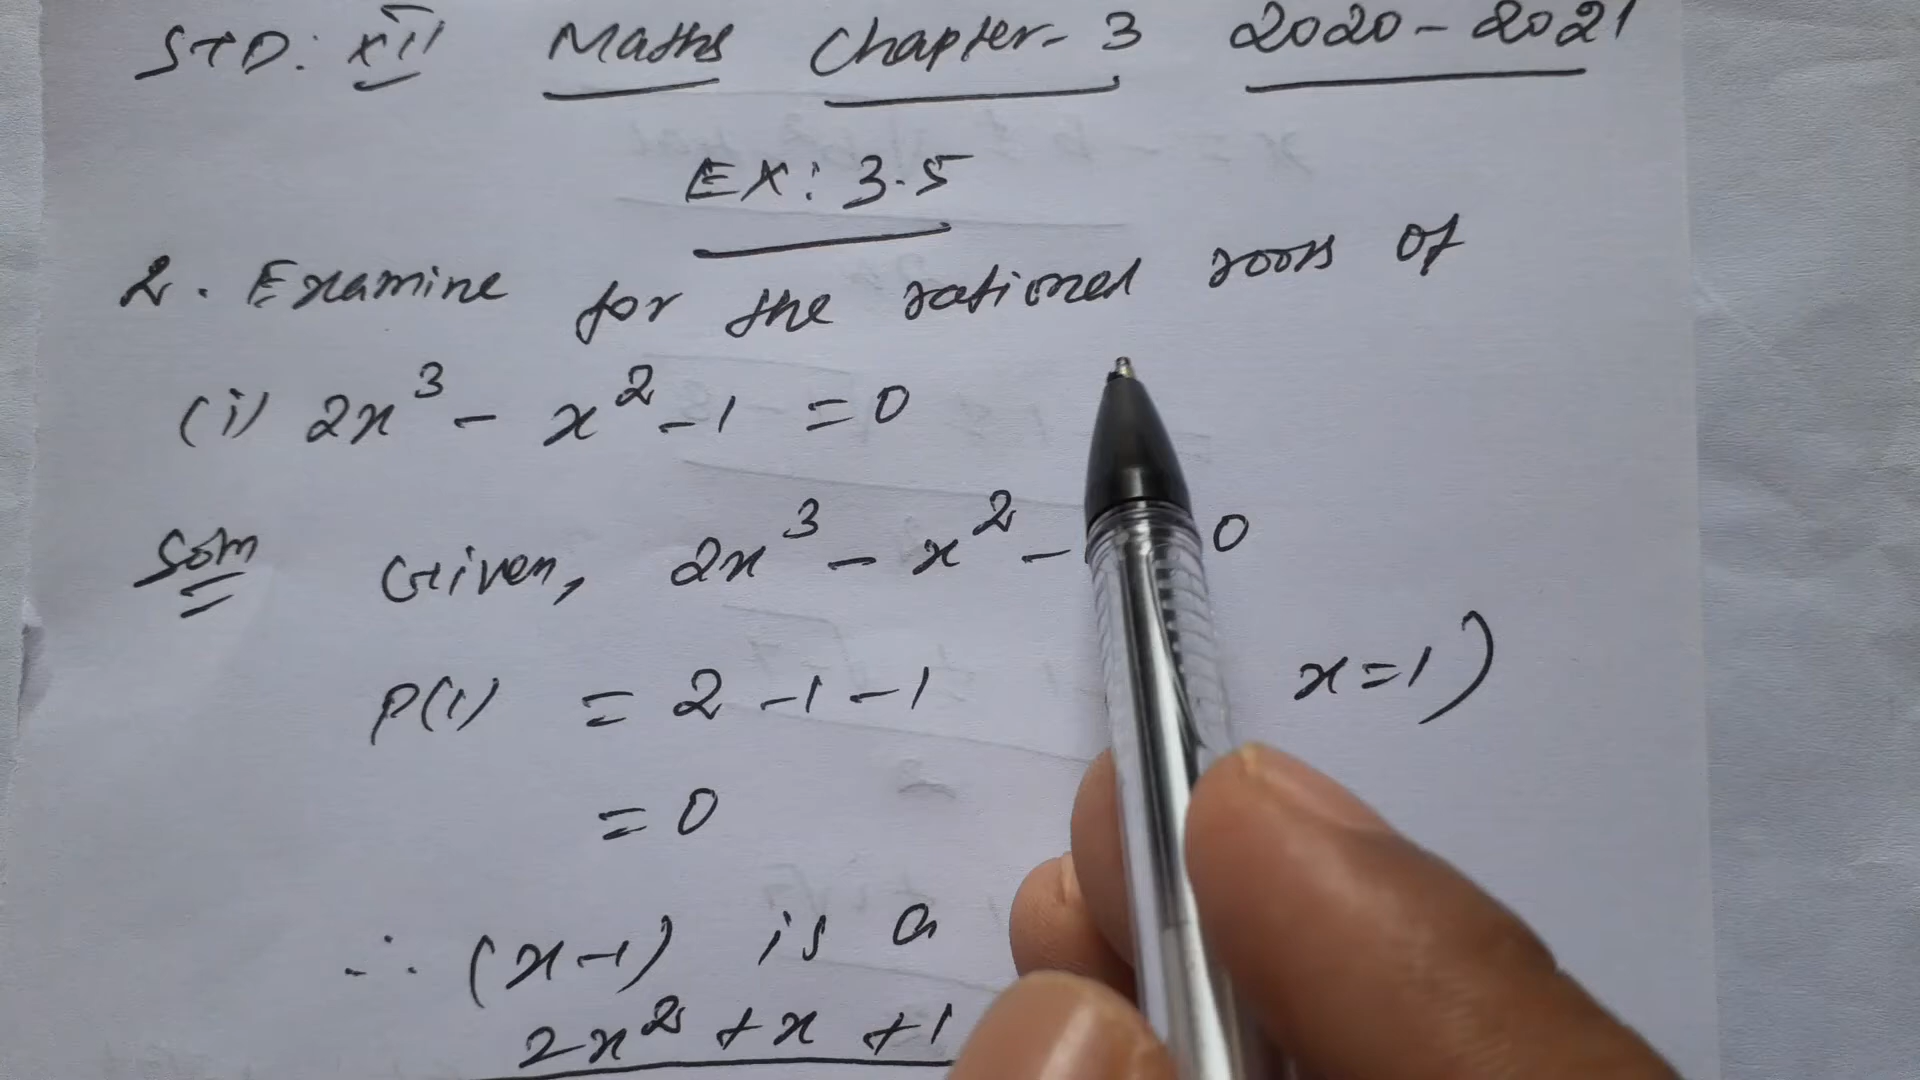 STD: XII Maths Chapter-3 2020-2021
EX: 3.5
2. Examine for the rational roots of
(i) 2x³ - x² - 1 = 0
Soln Given, 2x³ - x² - 0
P(1) = 2 - 1 - 1 x=1)
= 0
∴ (x-1) is a
2x² + x + 1